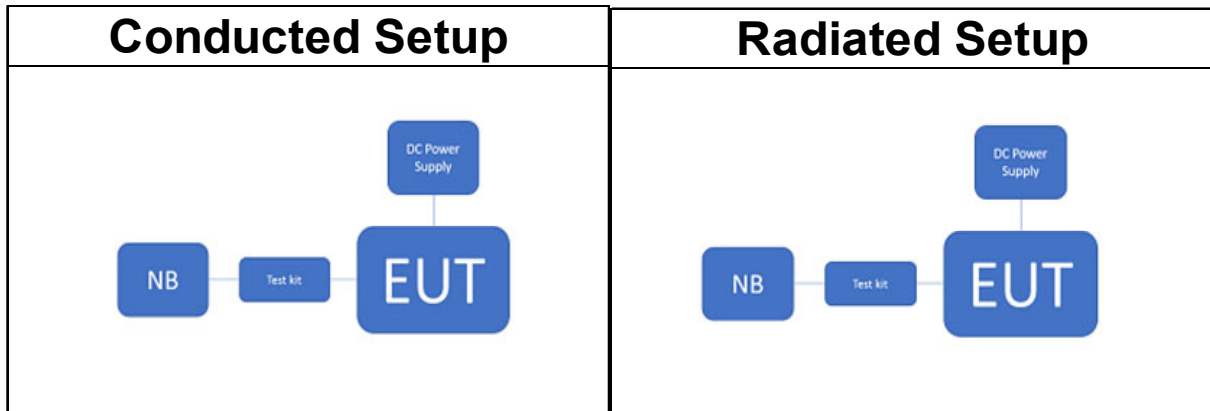 Conducted Setup
Radiated Setup
DC Power
Supply
NB
Test kit
EUT
DC Power
Supply
NB
Test kit
EUT